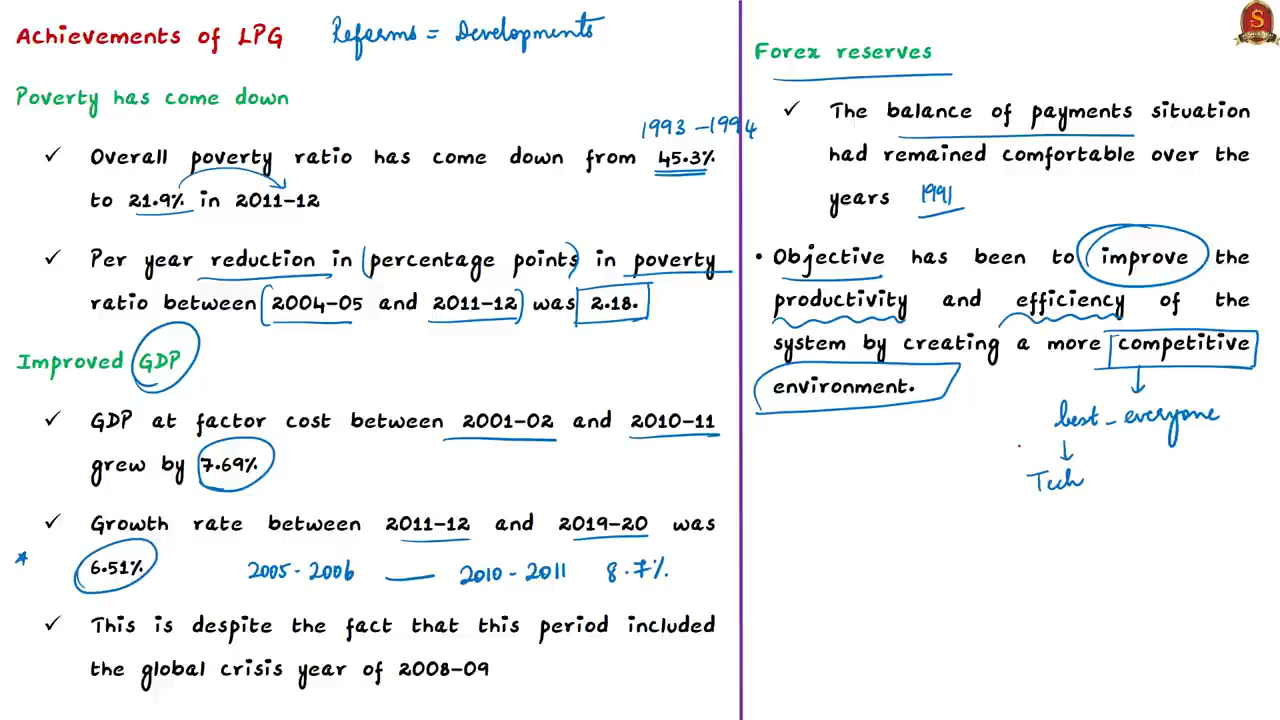 Achievements of LPG Reforms = Developments
Poverty has come down
1993 - 1994
✓ Overall poverty ratio has come down from 45.3%
to 21.9% in 2011-12
✓ Per year reduction in (percentage points) in poverty
ratio between [2004-05 and 2011-12] was 2.18.
Improved GDP
✓ GDP at factor cost between 2001-02 and 2010-11
grew by 7.69%.
✓ Growth rate between 2011-12 and 2019-20 was
* 6.51%. 2005-2006 — 2010-2011 8.7%.
✓ This is despite the fact that this period included
the global crisis year of 2008-09
Forex reserves
✓ The balance of payments situation
had remained comfortable over the
years 1991
• Objective has been to improve the
productivity and efficiency of the
system by creating a more competitive
environment.
best - everyone
Tech
S